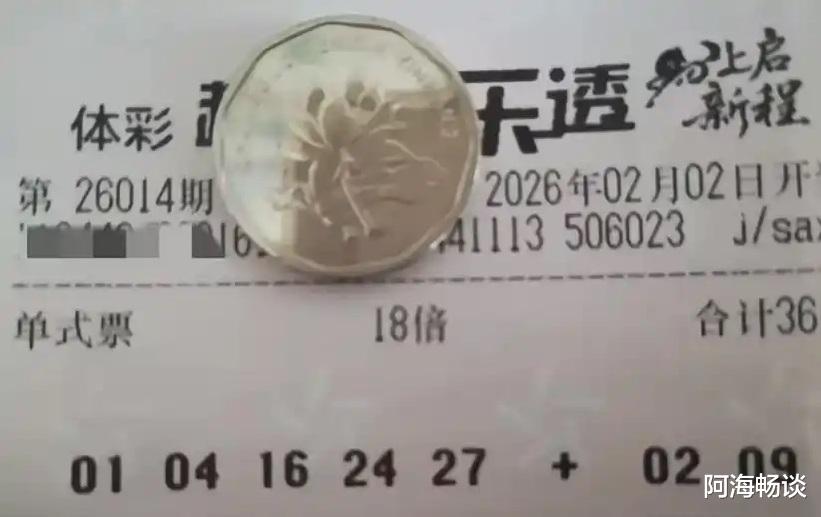 体彩 乐透 马上启
新程
第 26014期 2026年02月02日开
41113 506023 j/sax
单式票 18倍 合计36
01 04 16 24 27 + 02 09
阿海畅谈